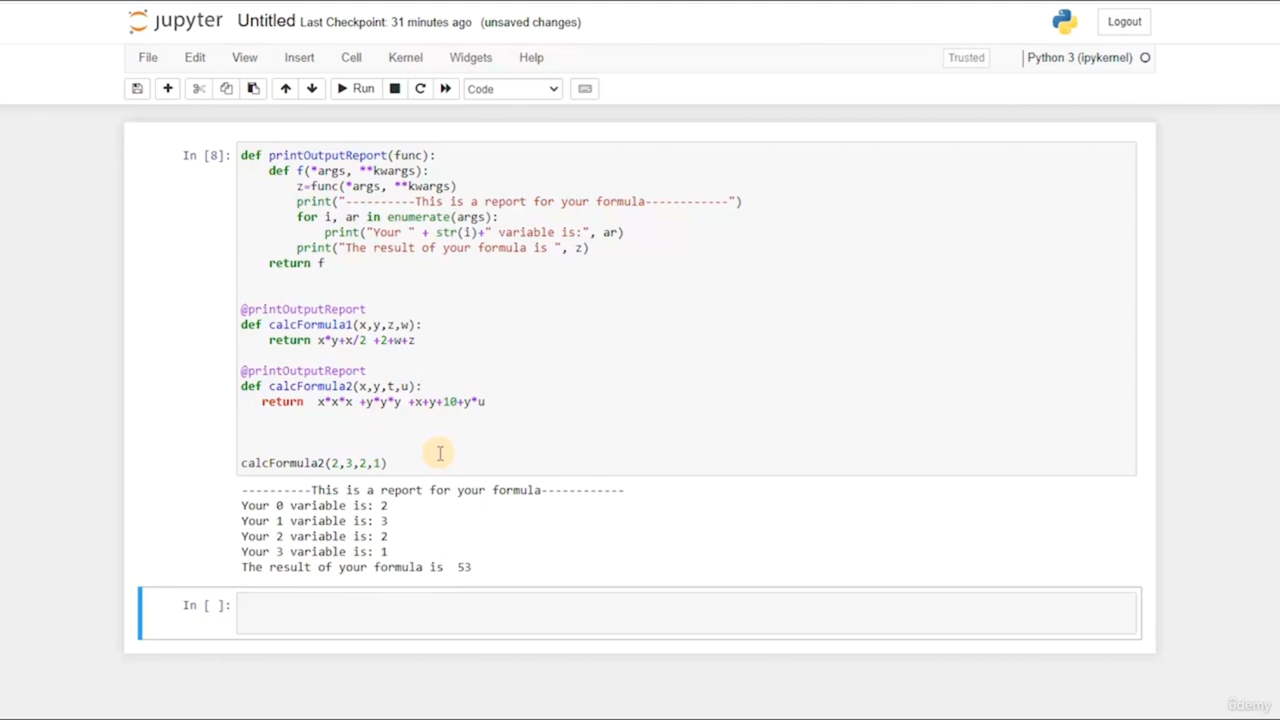 jupyter Untitled Last Checkpoint: 31 minutes ago (unsaved changes) Logout
File Edit View Insert Cell Kernel Widgets Help Trusted Python 3 (ipykernel)
Run Code
In [8]: def printOutputReport(func):
    def f(*args, **kwargs):
        z=func(*args, **kwargs)
        print("----------This is a report for your formula------------")
        for i, ar in enumerate(args):
            print("Your " + str(i)+" variable is:", ar)
        print("The result of your formula is ", z)
    return f
@printOutputReport
def calcFormula1(x,y,z,w):
    return x*y+x/2 +2+w+z
@printOutputReport
def calcFormula2(x,y,t,u):
   return  x*x*x +y*y*y +x+y+10+y*u
calcFormula2(2,3,2,1)
----------This is a report for your formula------------
Your 0 variable is: 2
Your 1 variable is: 3
Your 2 variable is: 2
Your 3 variable is: 1
The result of your formula is  53
In [ ]:
ûdemy